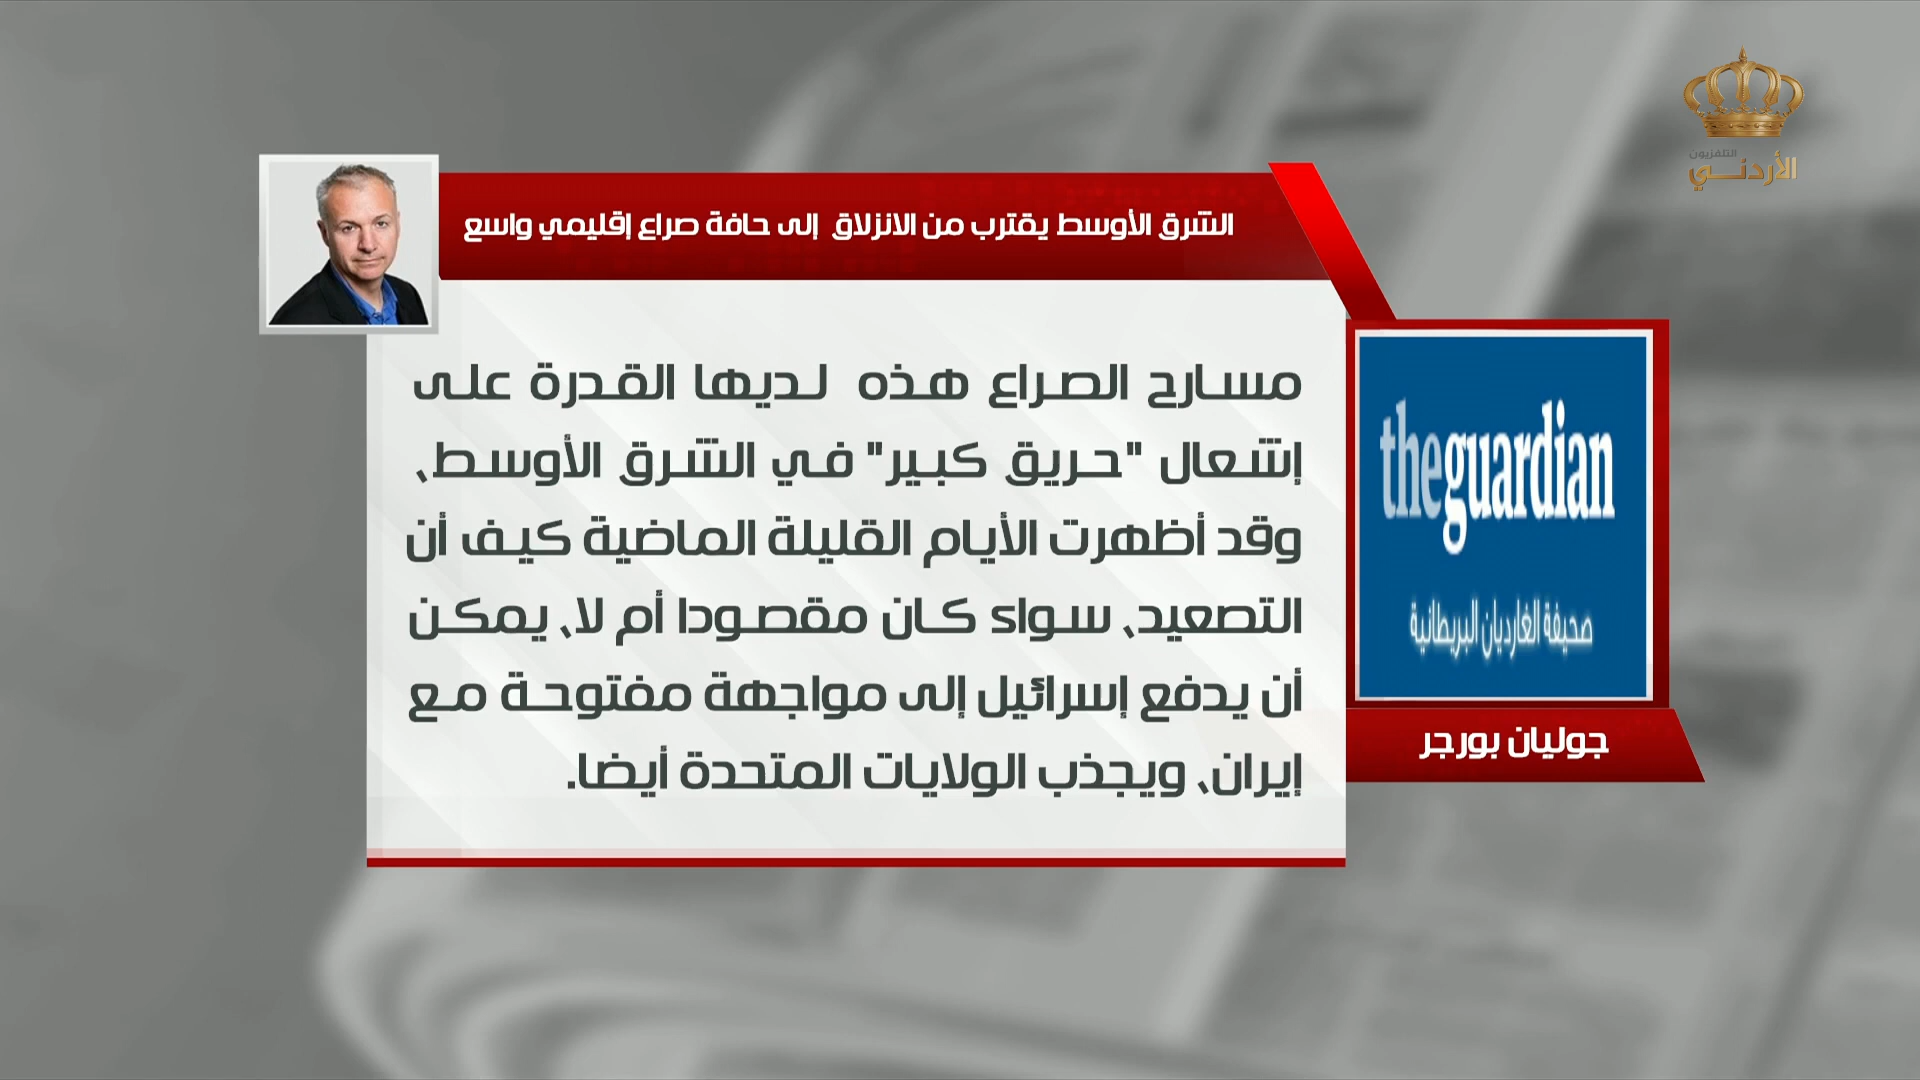 التلفزيون
الأردني
الشرق الأوسط يقترب من الانزلاق إلى حافة صراع إقليمي واسع
مسارح الصراع هذه لديها القدرة على
إشعال "حريق كبير" في الشرق الأوسط،
وقد أظهرت الأيام القليلة الماضية كيف أن
التصعيد، سواء كان مقصودا أم لا، يمكن
أن يدفع إسرائيل إلى مواجهة مفتوحة مع
إيران، ويجذب الولايات المتحدة أيضا.
theguardian
صحيفة الغارديان البريطانية
جوليان بورجر